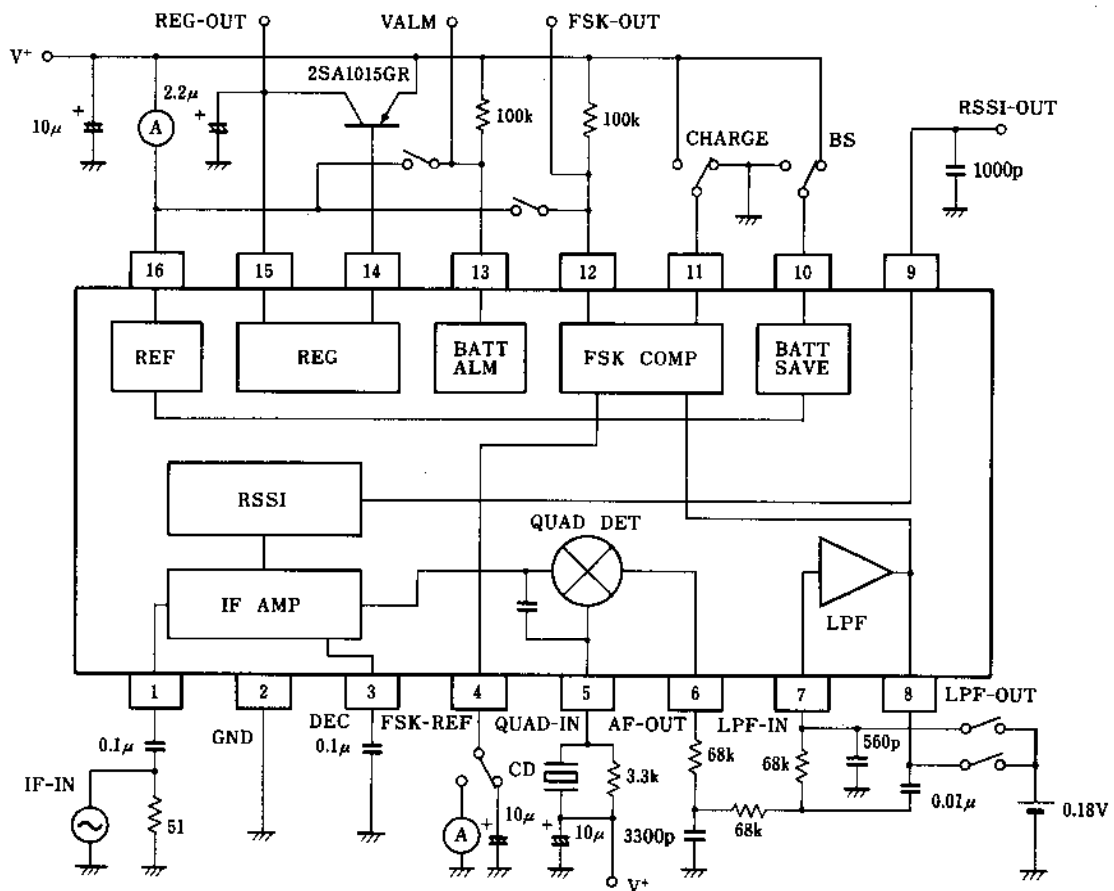 REG-OUT VALM FSK-OUT
V+
2SA1015GR
2.2μ
10μ + A +
100k 100k
RSSI-OUT
CHARGE BS
1000p
16 15 14 13 12 11 10 9
REF REG BATT ALM FSK COMP BATT SAVE
RSSI
QUAD DET
IF AMP
LPF
1 2 3 4 5 6 7 8 LPF-OUT
GND DEC FSK-REF QUAD-IN AF-OUT LPF-IN
0.1μ 0.1μ 68k 560p
CD 3.3k 68k
IF-IN
51
A + 10μ + 10μ 3300p 68k 0.01μ 0.18V
V+